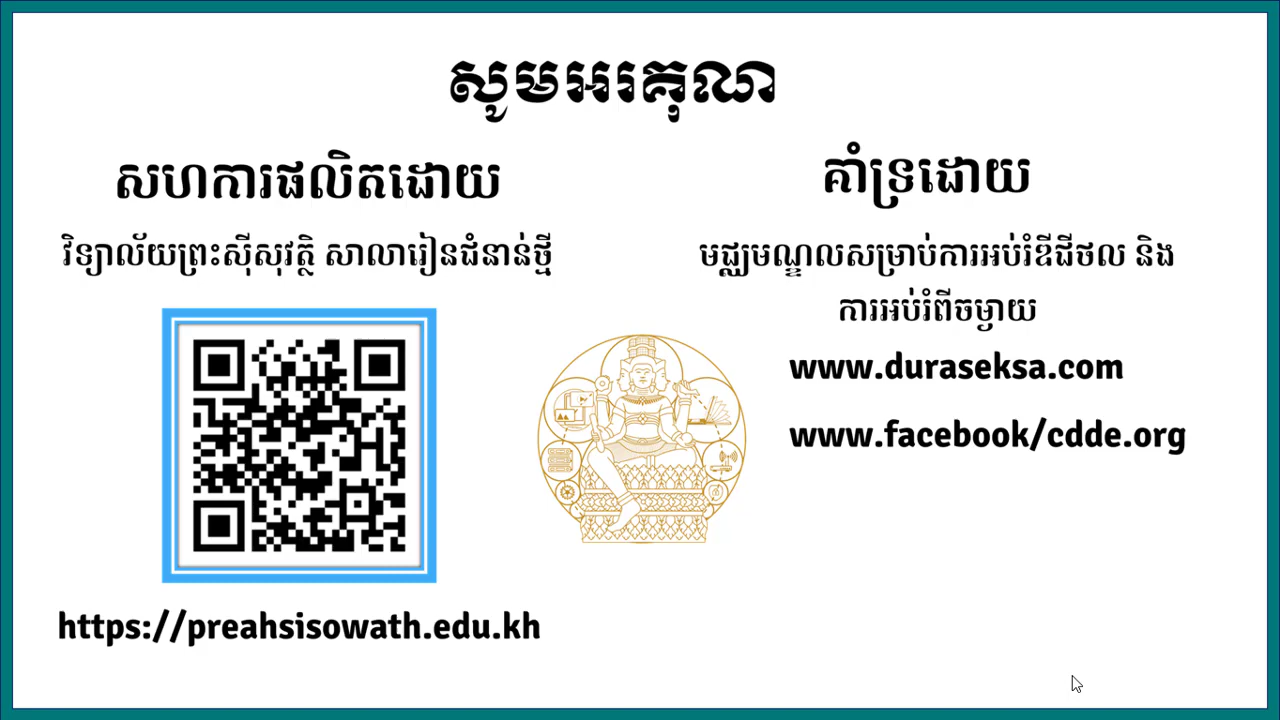 សូមអរគុណ
សហការផលិតដោយ
វិទ្យាល័យព្រះស៊ីសុវត្ថិ សាលារៀនជំនាន់ថ្មី
https://preahsisowath.edu.kh
គាំទ្រដោយ
មជ្ឈមណ្ឌលសម្រាប់ការអប់រំឌីជីថល និង
ការអប់រំពីចម្ងាយ
www.duraseksa.com
www.facebook/cdde.org